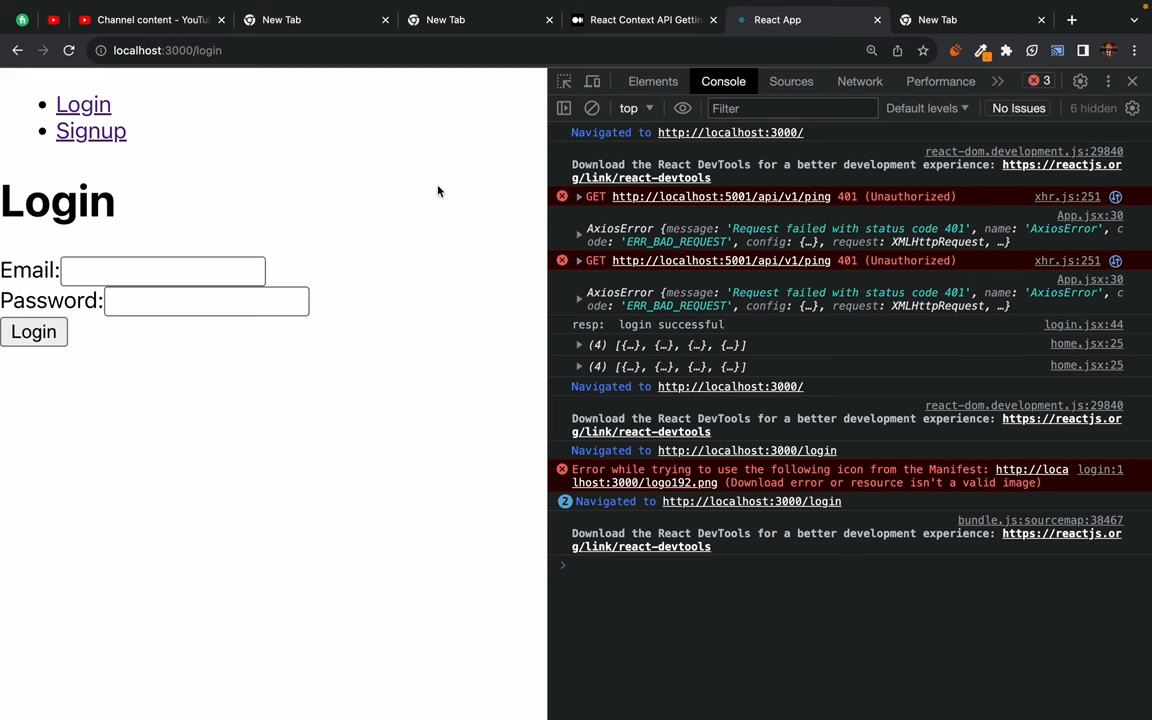 Channel content - YouTu
New Tab
New Tab
React Context API Gettin
React App
New Tab
localhost:3000/login
Login
Signup
Login
Email:
Password:
Login
Elements Console Sources Network Performance 3
top Filter Default levels No Issues 6 hidden
Navigated to http://localhost:3000/
react-dom.development.js:29840
Download the React DevTools for a better development experience: https://reactjs.or
g/link/react-devtools
GET http://localhost:5001/api/v1/ping 401 (Unauthorized) xhr.js:251
App.jsx:30
AxiosError {message: 'Request failed with status code 401', name: 'AxiosError', c
ode: 'ERR_BAD_REQUEST', config: {…}, request: XMLHttpRequest, …}
GET http://localhost:5001/api/v1/ping 401 (Unauthorized) xhr.js:251
App.jsx:30
AxiosError {message: 'Request failed with status code 401', name: 'AxiosError', c
ode: 'ERR_BAD_REQUEST', config: {…}, request: XMLHttpRequest, …}
resp: login successful login.jsx:44
(4) [{…}, {…}, {…}, {…}] home.jsx:25
(4) [{…}, {…}, {…}, {…}] home.jsx:25
Navigated to http://localhost:3000/
react-dom.development.js:29840
Download the React DevTools for a better development experience: https://reactjs.or
g/link/react-devtools
Navigated to http://localhost:3000/login
Error while trying to use the following icon from the Manifest: http://loca login:1
lhost:3000/logo192.png (Download error or resource isn't a valid image)
2 Navigated to http://localhost:3000/login
bundle.js:sourcemap:38467
Download the React DevTools for a better development experience: https://reactjs.or
g/link/react-devtools